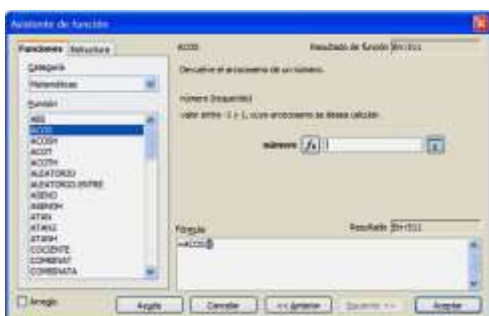 Asistente de función
Funciones Estructura
Categoría
Matemáticas
Función
ABS
ACOS
ACOSH
ACOT
ACOTH
ALEATORIO
ALEATORIO.ENTRE
ASENO
ASENOH
ATAN
ATAN2
ATANH
COCIENTE
COMBINAT
COMBINATA
ACOS Resultado de función Err:511
Devuelve el arcocoseno de un número.
número (requerido)
valor entre -1 y 1, cuyo arcocoseno se desea calcular.
número fx
Fórmula Resultado Err:511
=ACOS()
Arreglo Ayuda Cancelar << Anterior Siguiente >> Aceptar